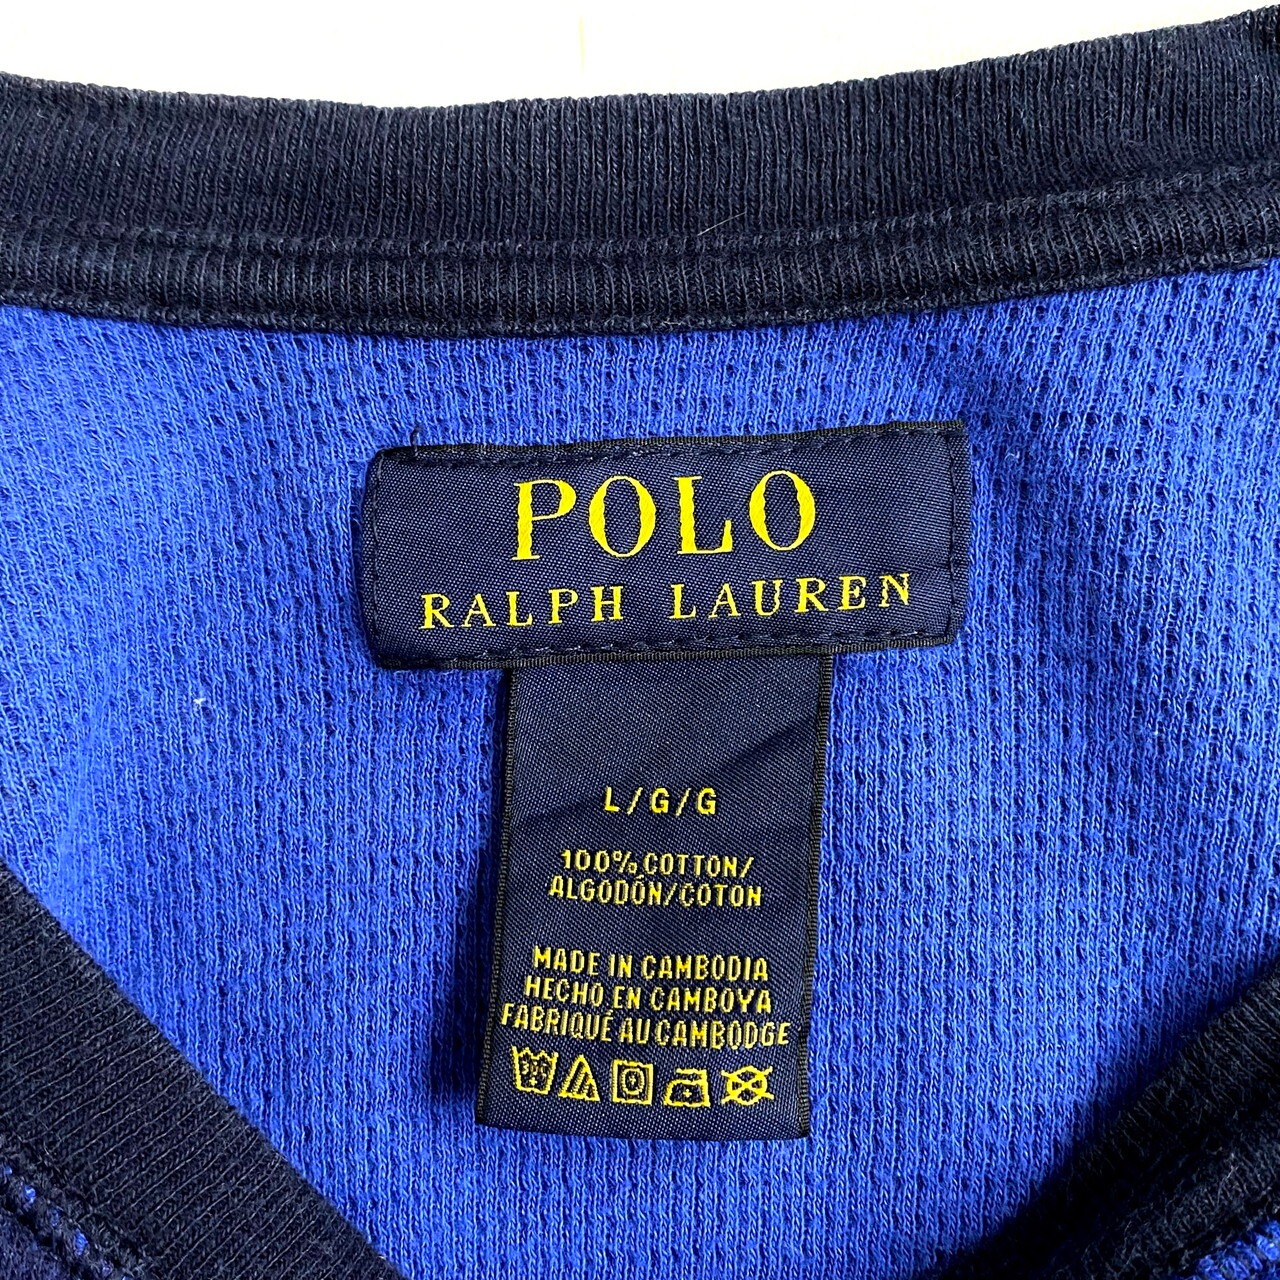 POLO
RALPH LAUREN
L/G/G
100% COTTON/
ALGODÓN/COTON
MADE IN CAMBODIA
HECHO EN CAMBOYA
FABRIQUÉ AU CAMBODGE